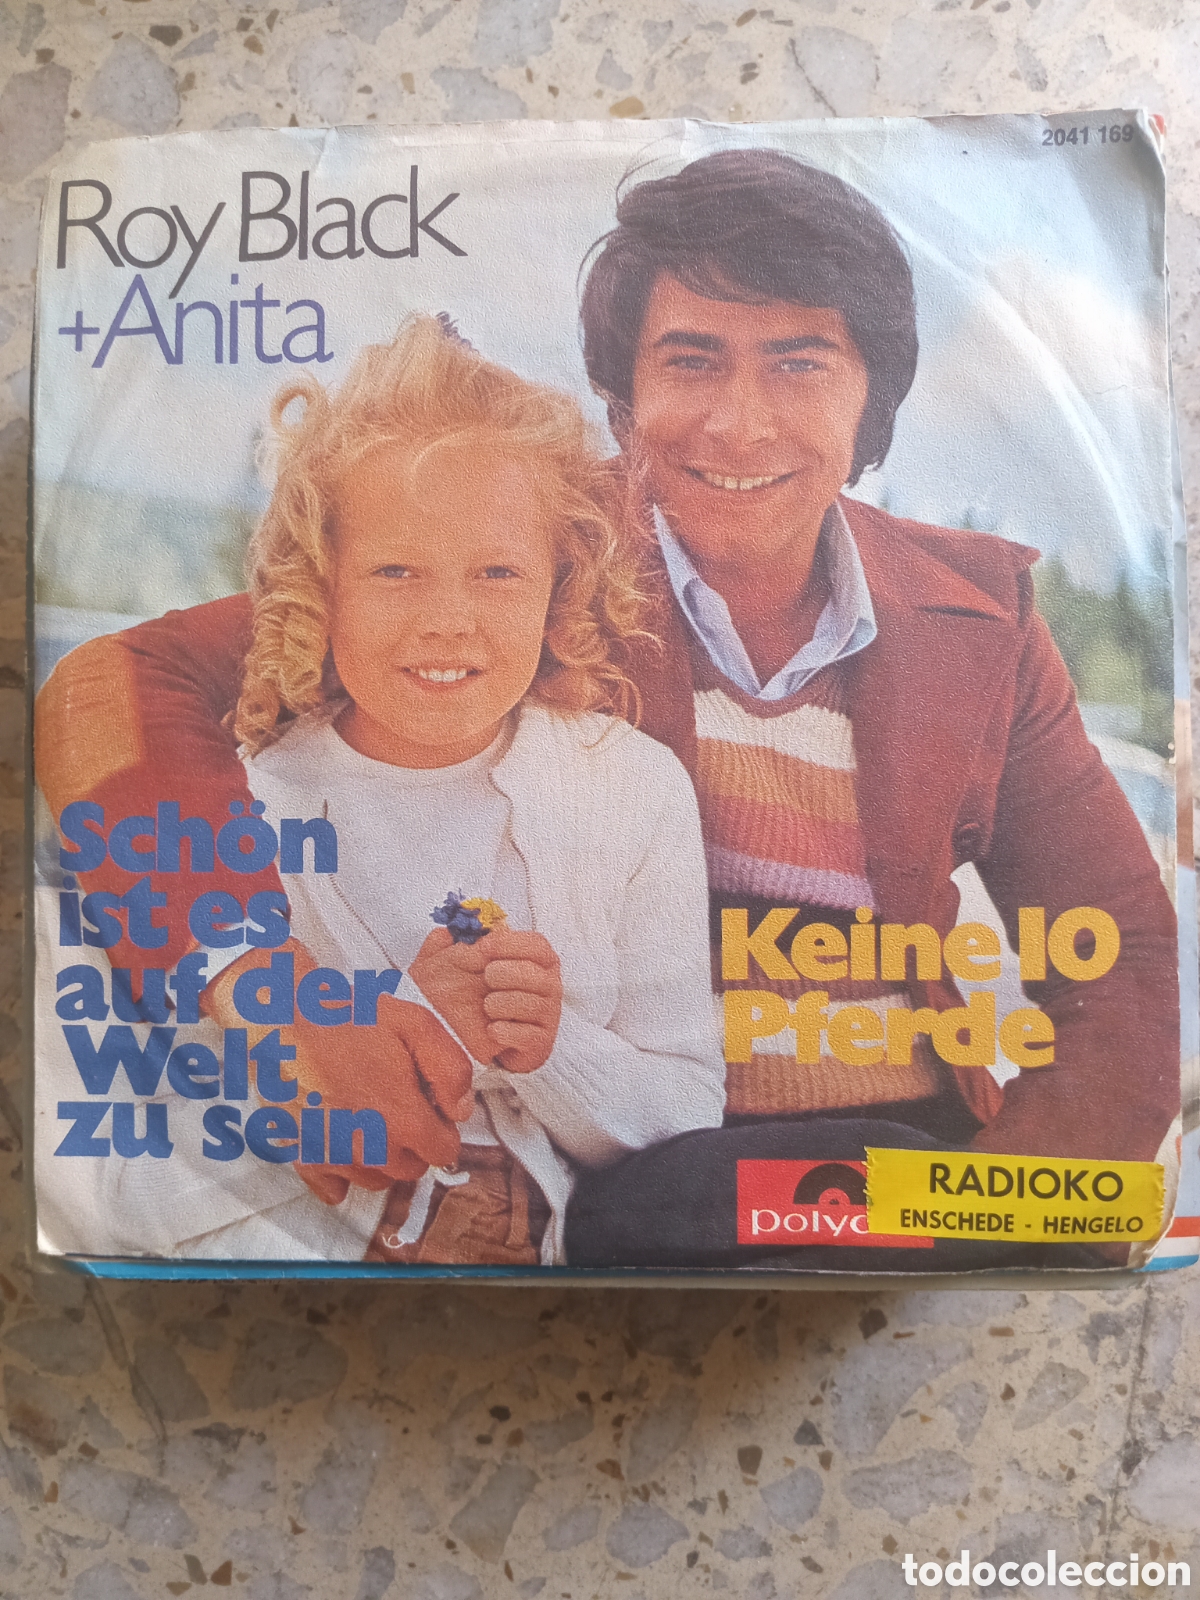 2041 169
Roy Black
+Anita
Schön
ist es
auf der
Welt
zu sein
Keine 10
Pferde
RADIOKO
ENSCHEDE - HENGELO
todocoleccion